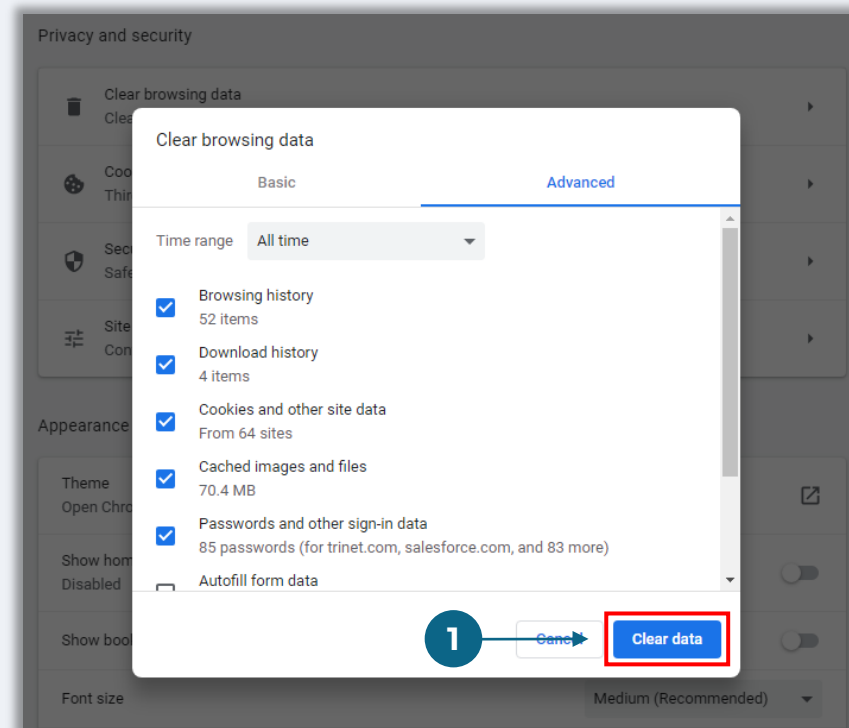 Privacy and security
Clear browsing data
Clea
Clear browsing data
Basic
Advanced
Coo
Thir
Time range
All time
Secu
Safe
Browsing history
52 items
Site
Con
Download history
4 items
Cookies and other site data
From 64 sites
Appearance
Cached images and files
70.4 MB
Theme
Open Chro
Passwords and other sign-in data
85 passwords (for trinet.com, salesforce.com, and 83 more)
Show hom
Disabled
Autofill form data
1
Cancel
Clear data
Show bool
Font size
Medium (Recommended)